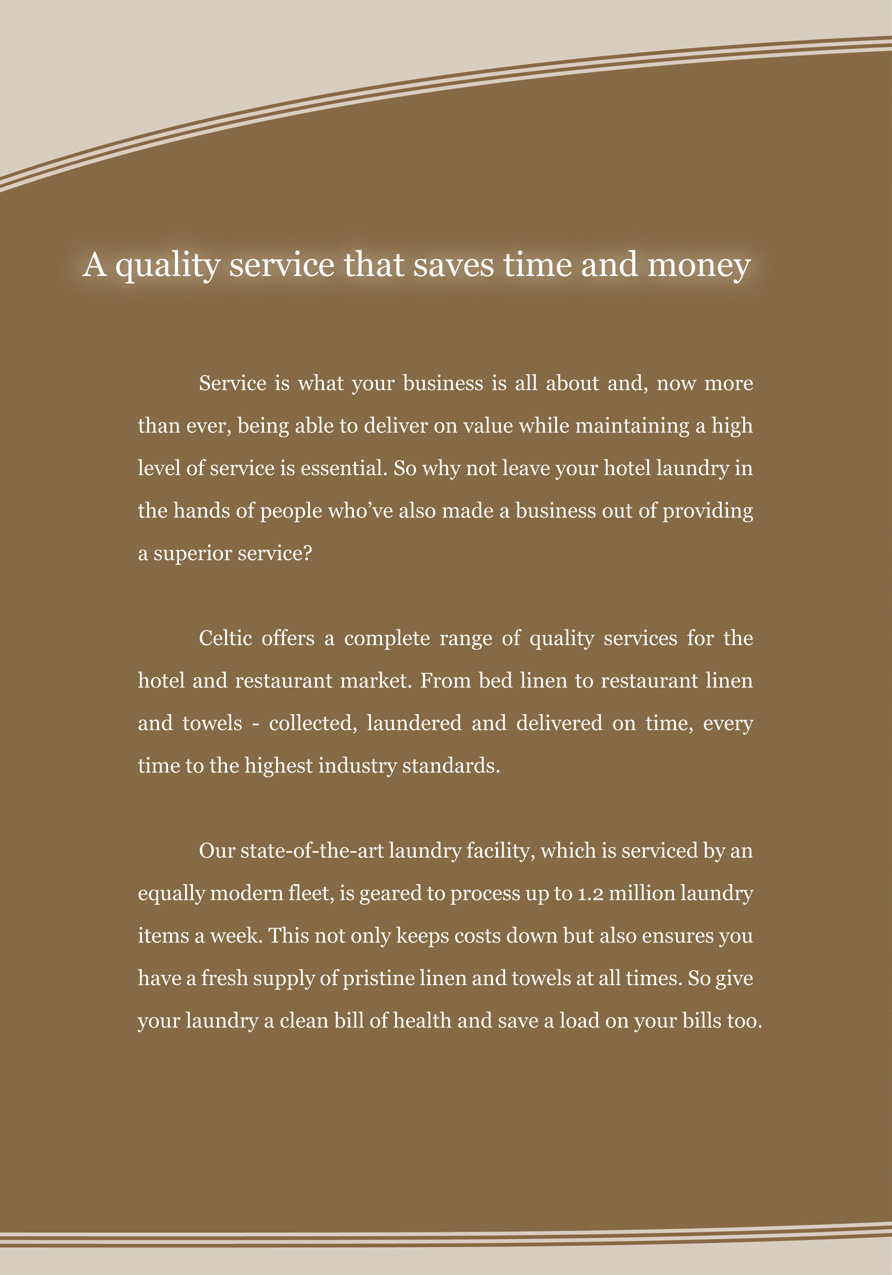 A quality service that saves time and money
Service is what your business is all about and, now more
than ever, being able to deliver on value while maintaining a high
level of service is essential. So why not leave your hotel laundry in
the hands of people who’ve also made a business out of providing
a superior service?
Celtic offers a complete range of quality services for the
hotel and restaurant market. From bed linen to restaurant linen
and towels - collected, laundered and delivered on time, every
time to the highest industry standards.
Our state-of-the-art laundry facility, which is serviced by an
equally modern fleet, is geared to process up to 1.2 million laundry
items a week. This not only keeps costs down but also ensures you
have a fresh supply of pristine linen and towels at all times. So give
your laundry a clean bill of health and save a load on your bills too.